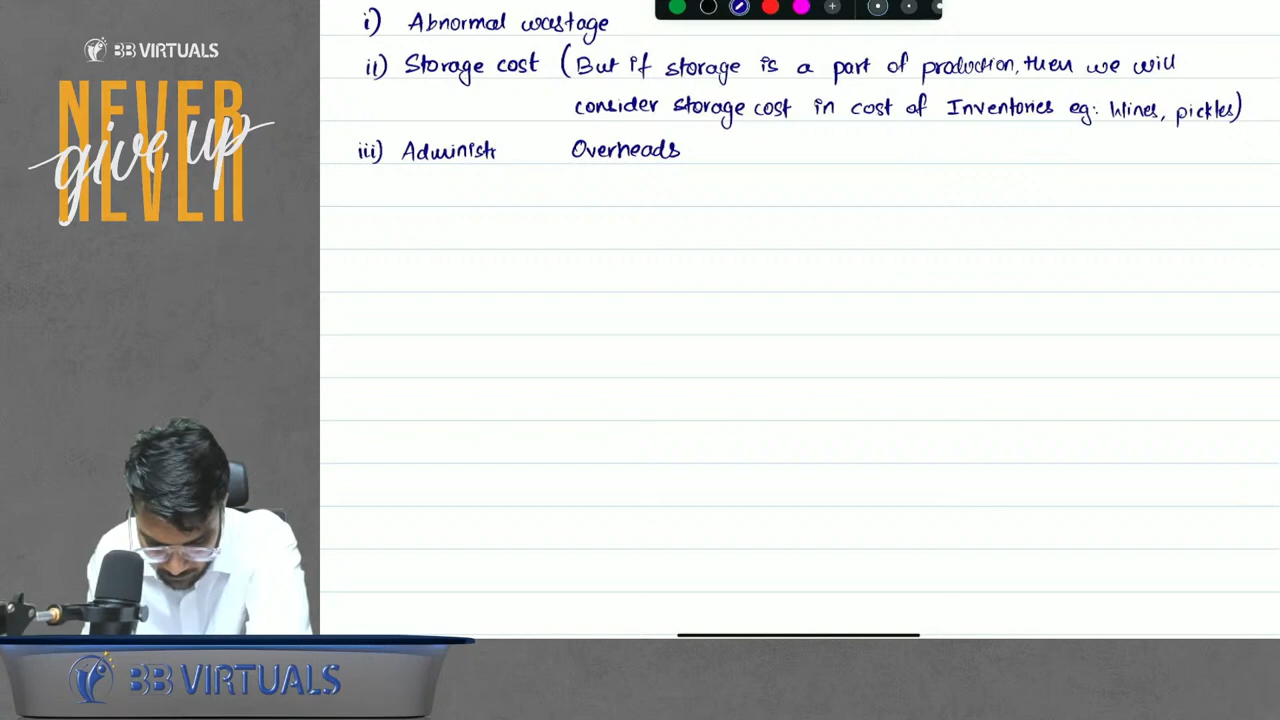 BB VIRTUALS
NEVER
give up
NEVER
i) Abnormal wastage
ii) Storage cost (But if storage is a part of production, then we will
consider storage cost in cost of Inventories eg: Wines, pickles)
iii) Administr Overheads
BB VIRTUALS